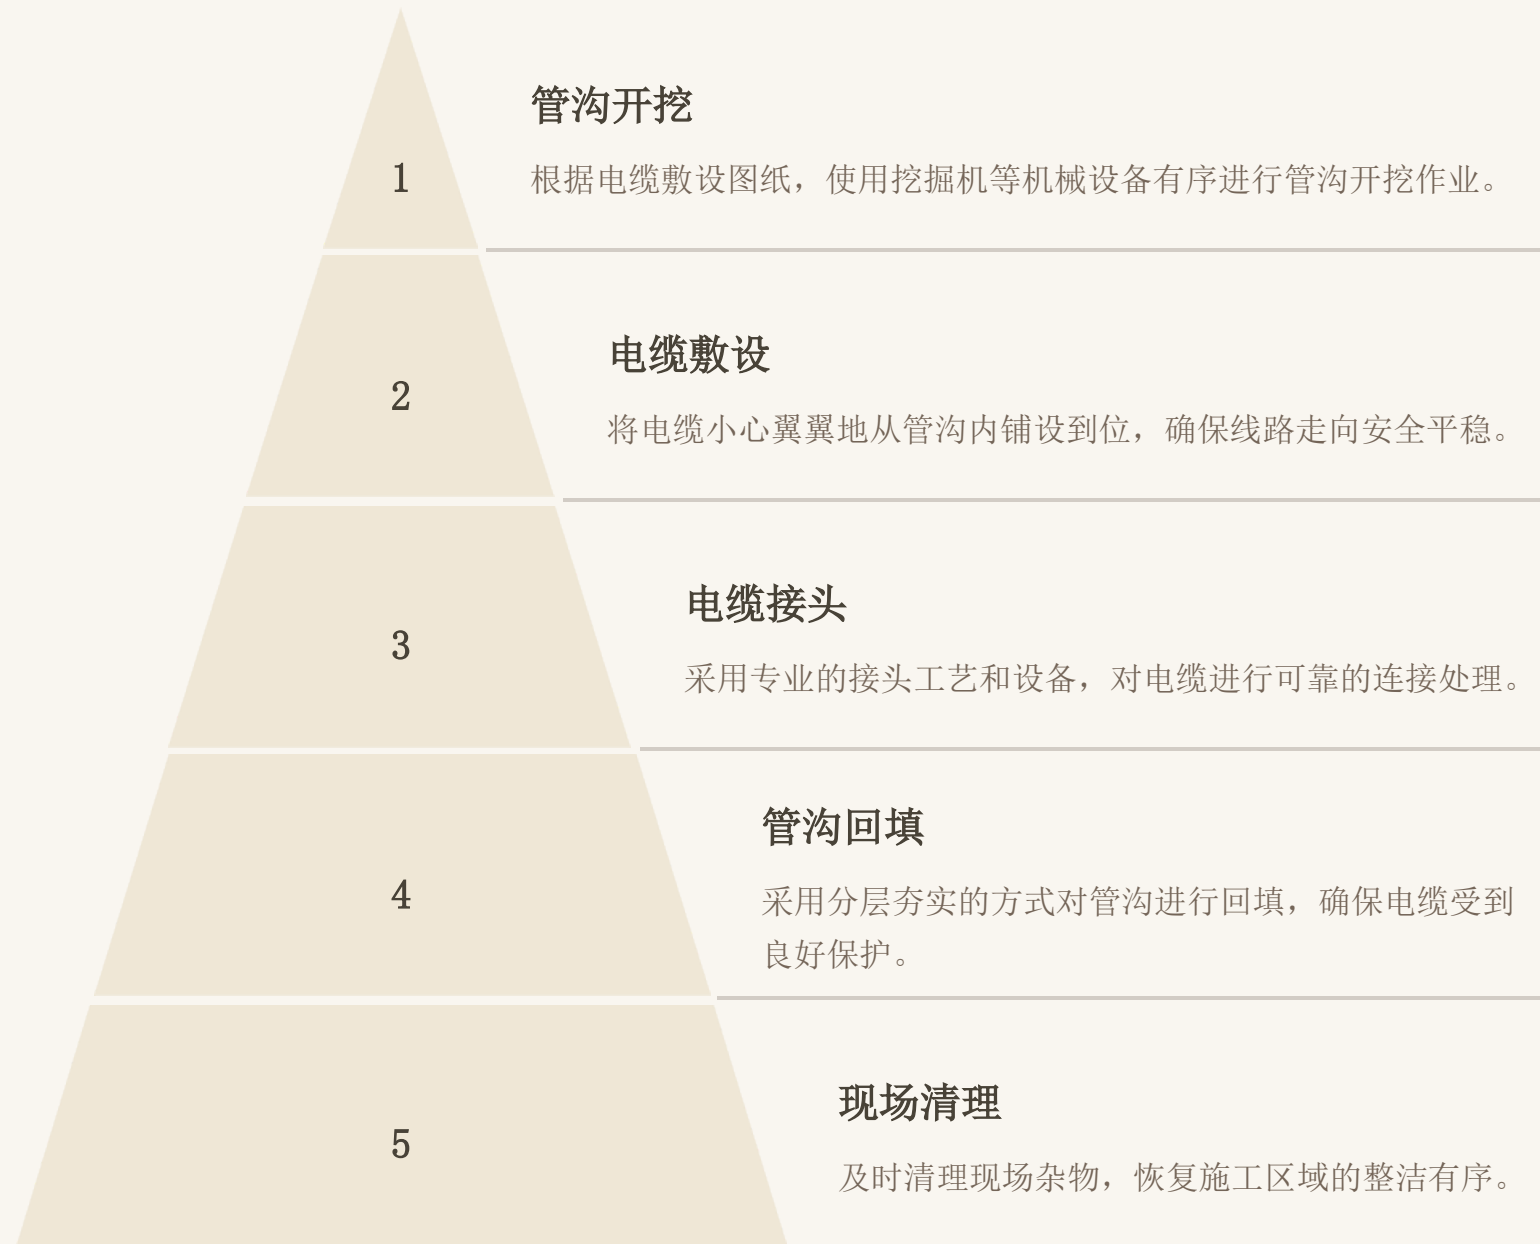 管沟开挖
1
根据电缆敷设图纸，使用挖掘机等机械设备有序进行管沟开挖作业。
电缆敷设
2
将电缆小心翼翼地从管沟内铺设到位，确保线路走向安全平稳。
电缆接头
3
采用专业的接头工艺和设备，对电缆进行可靠的连接处理。
管沟回填
4
采用分层夯实的方式对管沟进行回填，确保电缆受到
良好保护。
现场清理
5
及时清理现场杂物，恢复施工区域的整洁有序。